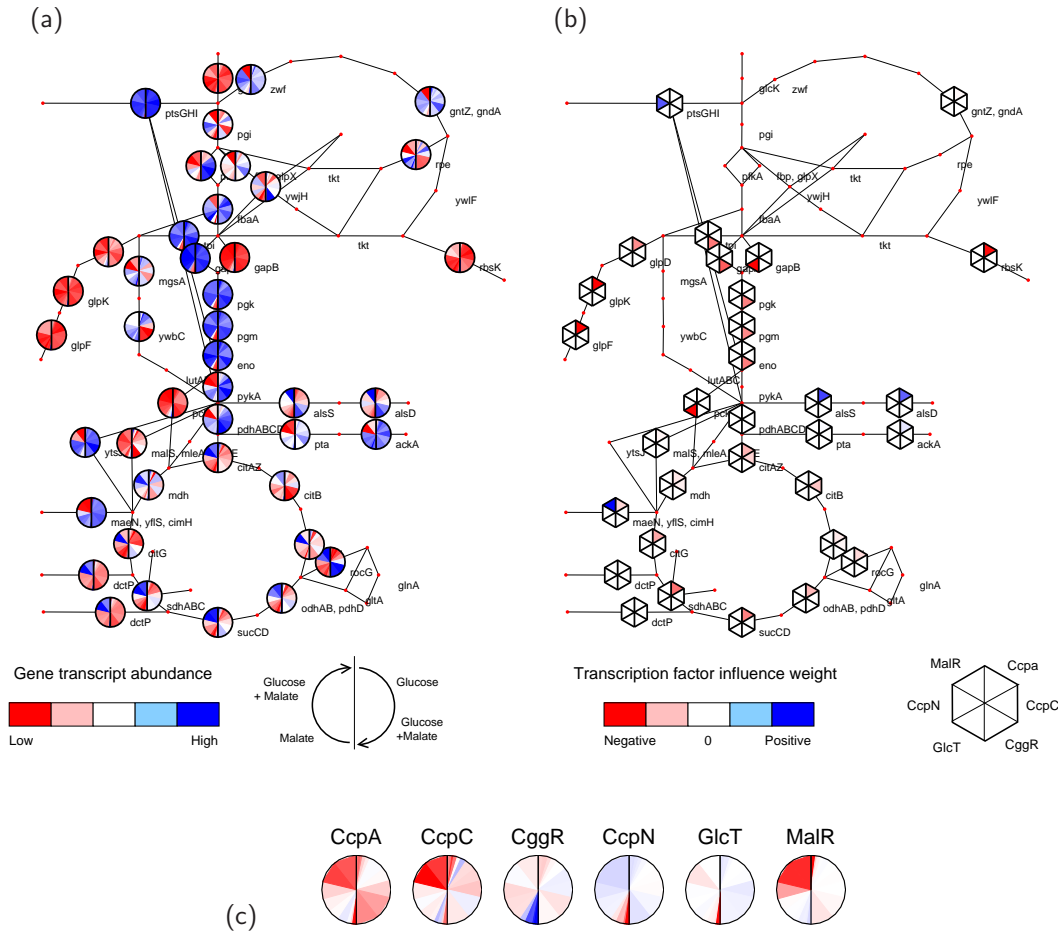 (a)
zwf
ptsGHI
gntZ, gndA
pgi
rpe
glpX
tkt
ywjH
ywlF
fbaA
tpi
tkt
gapB
rbsK
mgsA
glpK
pgk
ywbC
pgm
glpF
eno
pykA
alsS
alsD
pdhABCD
pta
ackA
malS, mleA
citAZ
mdh
citB
maeN, yflS, cimH
citG
rocG
dctP
glnA
gltA
sdhABC
odhAB, pdhD
dctP
sucCD
Gene transcript abundance
Low
High
Glucose
+ Malate
Malate
Glucose
Glucose
+Malate
(b)
glcK
zwf
ptsGHI
gntZ, gndA
pgi
rpe
pfkA
fbp, glpX
tkt
ywjH
ywlF
fbaA
tkt
glpD
gapB
rbsK
mgsA
glpK
pgk
ywbC
pgm
glpF
eno
lutABC
pykA
alsS
alsD
pdhABCD
pta
ackA
malS, mleA
citAZ
mdh
citB
maeN, yflS, cimH
citG
rocG
dctP
glnA
gltA
sdhABC
odhAB, pdhD
dctP
sucCD
Transcription factor influence weight
Negative
0
Positive
MalR
Ccpa
CcpN
CcpC
GlcT
CggR
(c)
CcpA
CcpC
CggR
CcpN
GlcT
MalR